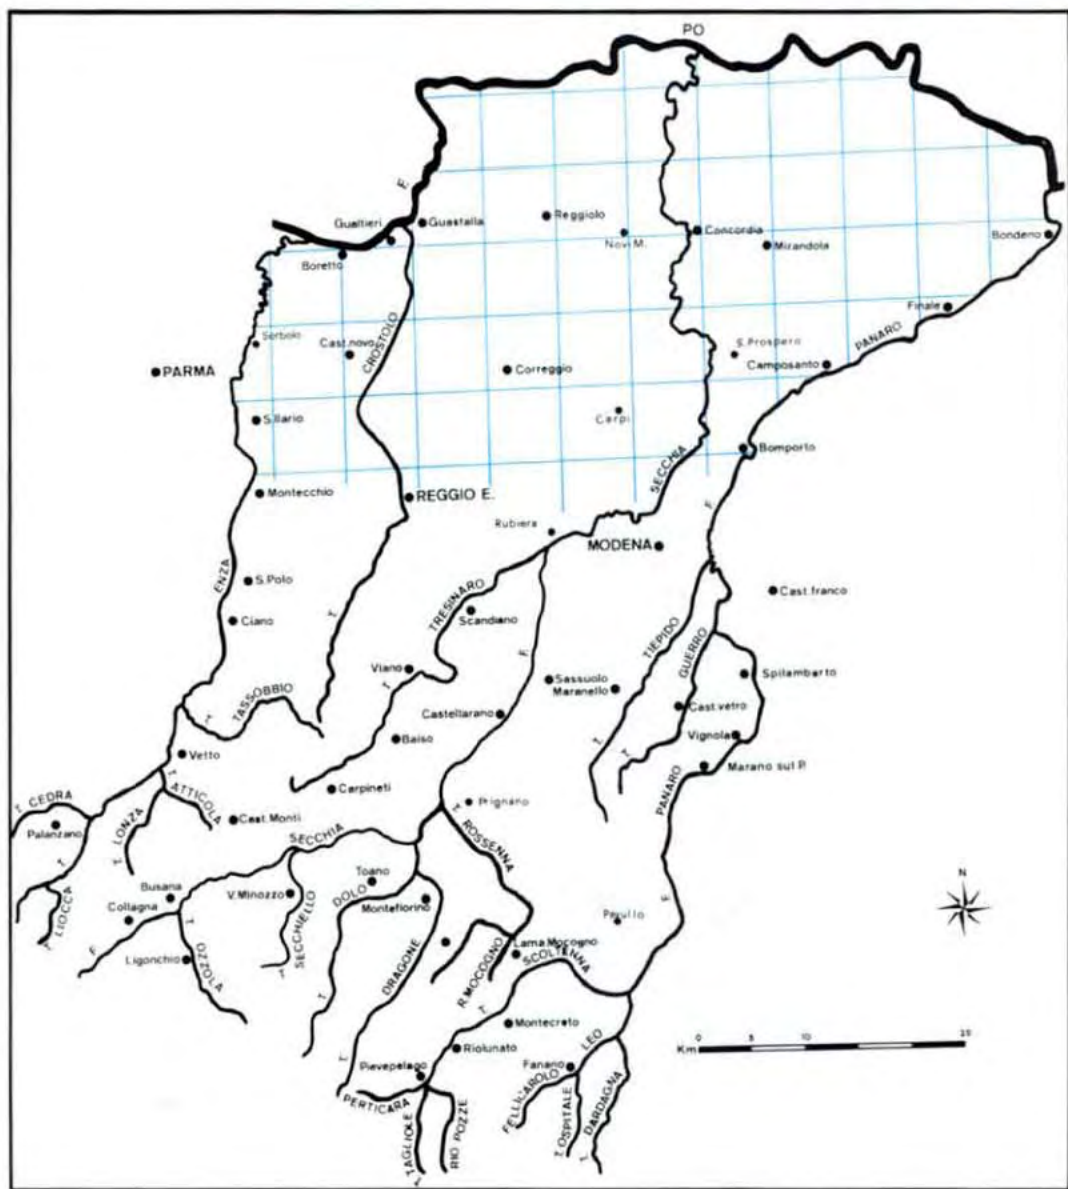 PO
F.
Gualtieri
Guastalla
Reggiolo
Novi M.
Concordia
Mirandola
Bondeno
Boretto
Finale
Sorbolo
Cast.novo
CROSTOLO
S.Prospero
PANARO
PARMA
Correggio
Camposanto
S.Ilario
Carpi
SECCHIA
Bomporto
Montecchio
REGGIO E.
F.
Rubiera
MODENA
ENZA
S.Polo
TRESINARO
Cast.franco
Ciano
T.
Scandiano
TIEPIDO
GUERRO
F.
Viano
T.
Sassuolo
Maranello
Spilamberto
TASSOBBIO
T.
Castellarano
Cast.vetro
Baiso
Vignola
Vetto
T.
T.
Marano sul P.
T. CEDRA
T.
ATTICOLA
Carpineti
PANARO
Palanzano
T. LONZA
Cast.Monti
T.
ROSSENNA
Prignano
SECCHIA
T.
T. LIOCCA
Busana
V.Minozzo
Toano
DOLO
Montefiorino
F.
Collagna
T.
SECCHIELLO
Pavullo
F.
Ligonchio
OZZOLA
T.
DRAGONE
R.MOCOGNO
Lama.Mocogno
SCOLTENNA
T.
T.
T.
Montecreto
LEO
N
Km
0
5
10
20
T.
Riolunato
Pievepelago
Fanano
FELLICAROLO
PERTICARA
T.OSPITALE
T. DARDAGNA
T. TAGLIOLE
RIO POZZE